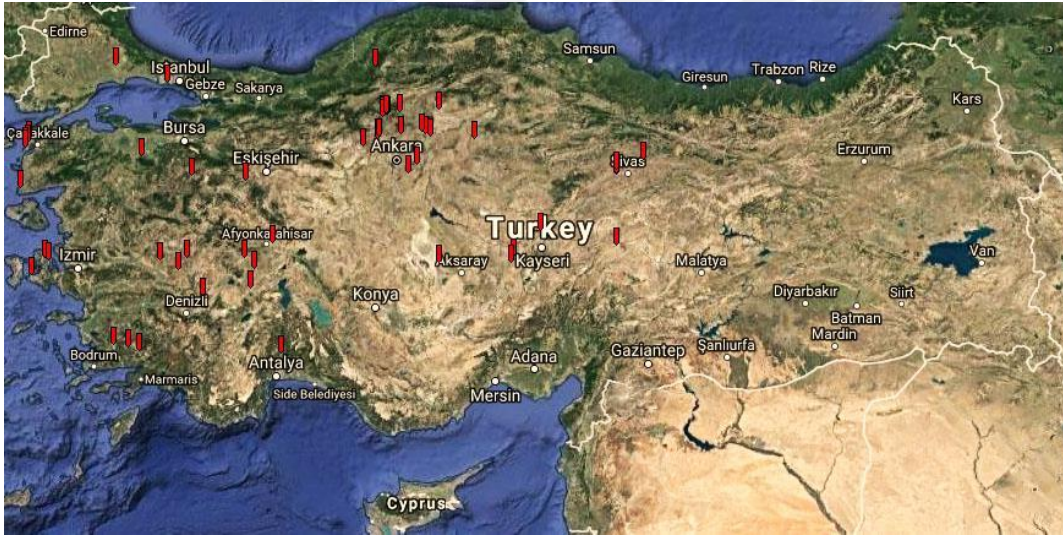 Edirne
Istanbul
Gebze
Sakarya
Samsun
Giresun
Trabzon
Rize
Kars
Bursa
Eskişehir
Ankara
Sivas
Erzurum
Afyonkarahisar
Izmir
Turkey
Aksaray
Kayseri
Malatya
Van
Denizli
Konya
Diyarbakır
Siirt
Batman
Mardin
Bodrum
Marmaris
Antalya
Side Belediyesi
Mersin
Adana
Gaziantep
Şanlıurfa
Cyprus